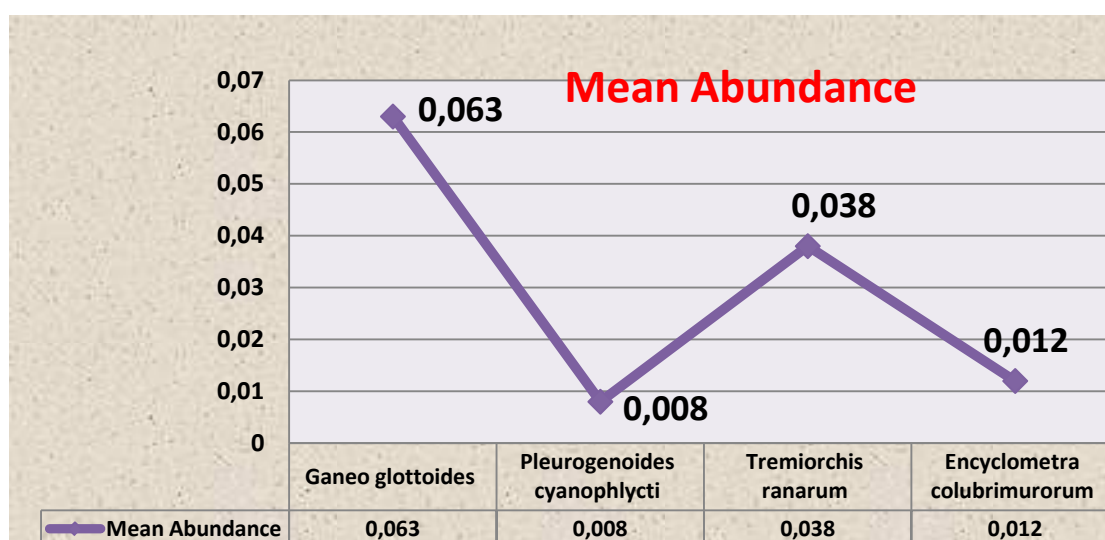 Mean Abundance
0,07
0,06
0,05
0,04
0,03
0,02
0,01
0
0,063
0,008
0,038
0,012
Ganeo glottoides
Pleurogenoides
cyanophlycti
Tremiorchis
ranarum
Encyclometra
colubrimurorum
Mean Abundance 0,063 0,008 0,038 0,012